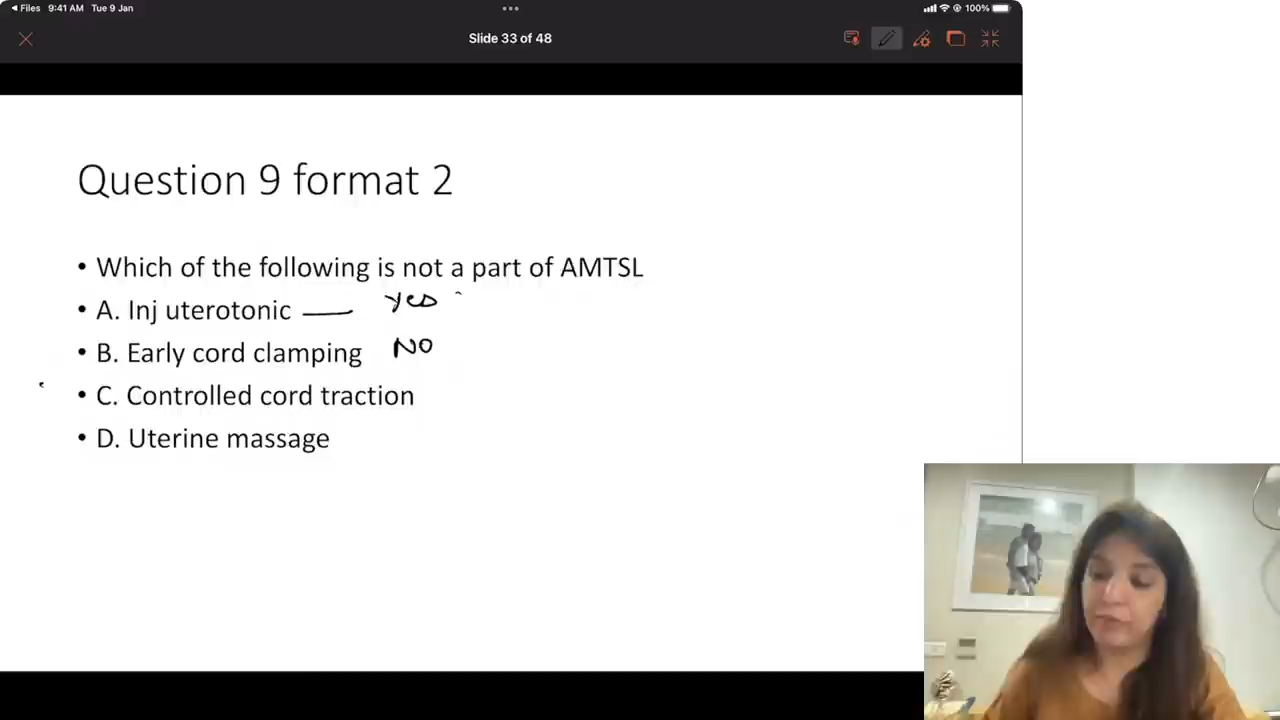 Files 9:41 AM Tue 9 Jan 100%
Slide 33 of 48
Question 9 format 2
• Which of the following is not a part of AMTSL
• A. Inj uterotonic — yes
• B. Early cord clamping NO
• C. Controlled cord traction
• D. Uterine massage